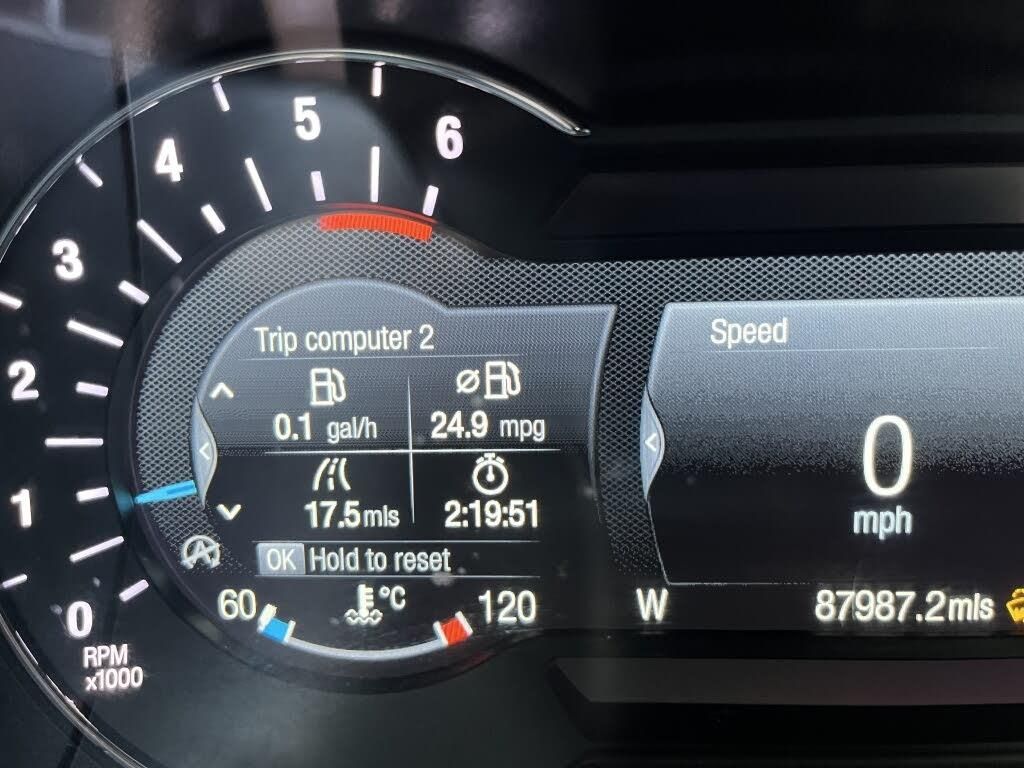 6
5
4
3
2
1
0
RPM
x1000
Trip computer 2
0.1 gal/h
24.9 mpg
17.5mls
2:19:51
OK Hold to reset
60
°C
120
Speed
0
mph
W
87987.2mls